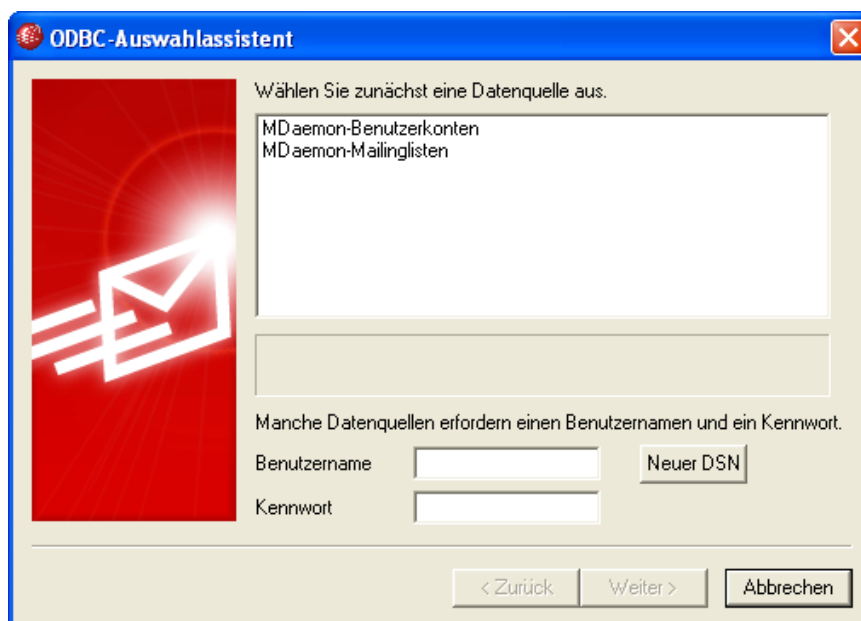 ODBC-Auswahlassistent
Wählen Sie zunächst eine Datenquelle aus.
MDaemon-Benutzerkonten
MDaemon-Mailinglisten
Manche Datenquellen erfordern einen Benutzernamen und ein Kennwort.
Benutzername
Neuer DSN
Kennwort
< Zurück
Weiter >
Abbrechen